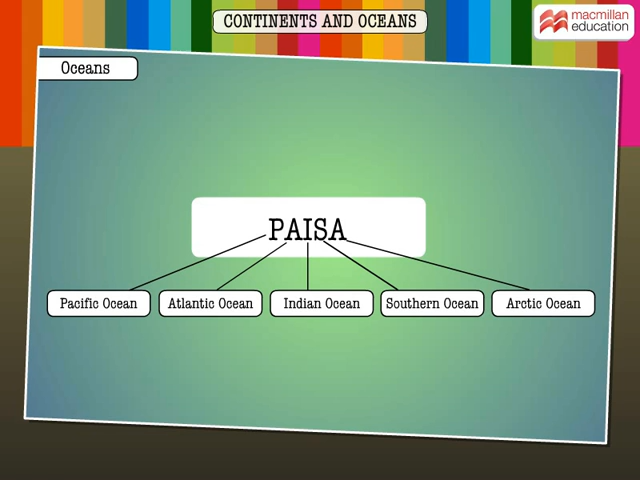 CONTINENTS AND OCEANS
macmillan
education
Oceans
PAISA
Pacific Ocean
Atlantic Ocean
Indian Ocean
Southern Ocean
Arctic Ocean